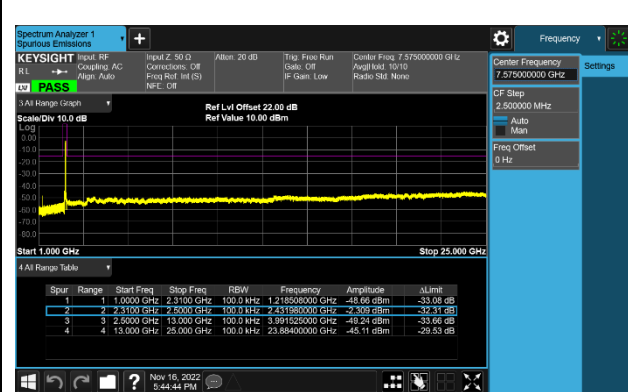 Spectrum Analyzer 1
Spurious Emissions
+
Frequency
KEYSIGHT
Input: RF
Input Z: 50 Ω
Atten: 20 dB
Trig: Free Run
Center Freq: 7.575000000 GHz
RL
Coupling: AC
Corrections: Off
Gate: Off
Avg|Hold: 10/10
Align: Auto
Freq Ref: Int (S)
IF Gain: Low
Radio Std: None
NFE: Off
PASS
Center Frequency
7.575000000 GHz
Settings
CF Step
2.500000 MHz
Auto
Man
Freq Offset
0 Hz
3 All Range Graph
Ref Lvl Offset 22.00 dB
Scale/Div 10.0 dB
Ref Value 10.00 dBm
Log
0.00
-10.0
-20.0
-30.0
-40.0
-50.0
-60.0
-70.0
-80.0
Start 1.000 GHz
Stop 25.000 GHz
4 All Range Table
Spur Range Start Freq Stop Freq RBW Frequency Amplitude ΔLimit
1 1 1.0000 GHz 2.3100 GHz 100.0 kHz 1.218508000 GHz -48.66 dBm -33.08 dB
2 2 2.3100 GHz 2.5000 GHz 100.0 kHz 2.431980000 GHz -2.309 dBm -32.31 dB
3 3 2.5000 GHz 13.000 GHz 100.0 kHz 3.991525000 GHz -49.24 dBm -33.66 dB
4 4 13.000 GHz 25.000 GHz 100.0 kHz 23.88400000 GHz -45.11 dBm -29.53 dB
?
Nov 16, 2022
5:44:44 PM